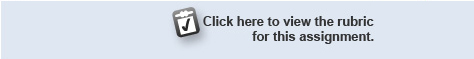 Click here to view the rubric
for this assignment.